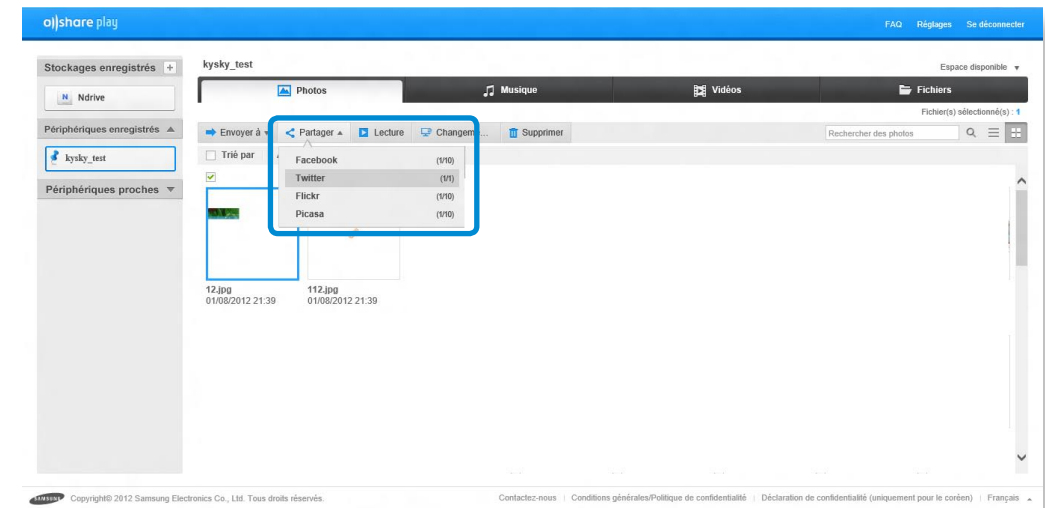 allshare play
FAQ Réglages Se déconnecter
Stockages enregistrés +
N Ndrive
Périphériques enregistrés
kysky_test
Périphériques proches
kysky_test
Espace disponible
Photos Musique Vidéos Fichiers
Fichier(s) sélectionné(s) : 1
Envoyer à Partager Lecture Changeme... Supprimer
Rechercher des photos
Trié par
Facebook (1/10)
Twitter (1/1)
Flickr (1/10)
Picasa (1/10)
12.jpg 112.jpg
01/08/2012 21:39 01/08/2012 21:39
SAMSUNG Copyright© 2012 Samsung Electronics Co., Ltd. Tous droits réservés.
Contactez-nous | Conditions générales/Politique de confidentialité | Déclaration de confidentialité (uniquement pour le coréen) | Français